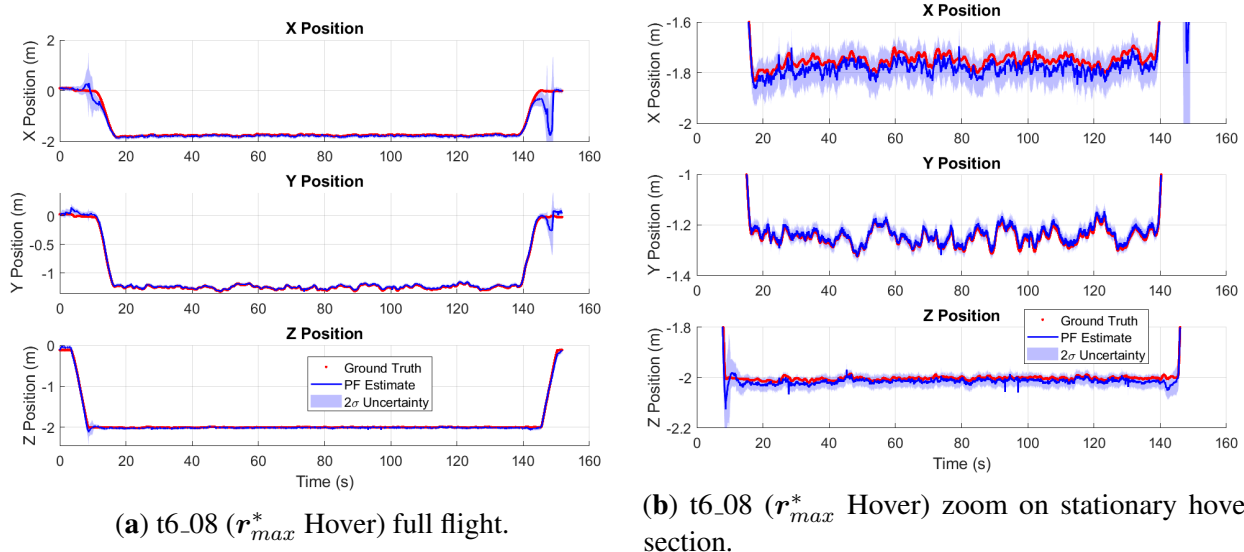 X Position
X Position (m)
0
-2
0 20 40 60 80 100 120 140 160
Y Position
Y Position (m)
0
-0.5
-1
0 20 40 60 80 100 120 140 160
Z Position
Z Position (m)
0
-1
-2
Ground Truth
PF Estimate
2σ Uncertainty
0 20 40 60 80 100 120 140 160
Time (s)
(a) t6_08 (r*max Hover) full flight.
X Position
X Position (m)
-1.6
-1.8
-2
0 20 40 60 80 100 120 140 160
Y Position
Y Position (m)
-1
-1.2
-1.4
0 20 40 60 80 100 120 140 160
Z Position
Z Position (m)
-1.8
-2
-2.2
Ground Truth
PF Estimate
2σ Uncertainty
0 20 40 60 80 100 120 140 160
Time (s)
(b) t6_08 (r*max Hover) zoom on stationary hove
section.